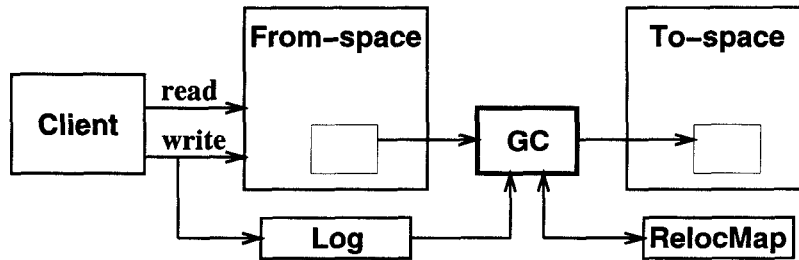 From-space
To-space
read
Client
write
GC
Log
RelocMap